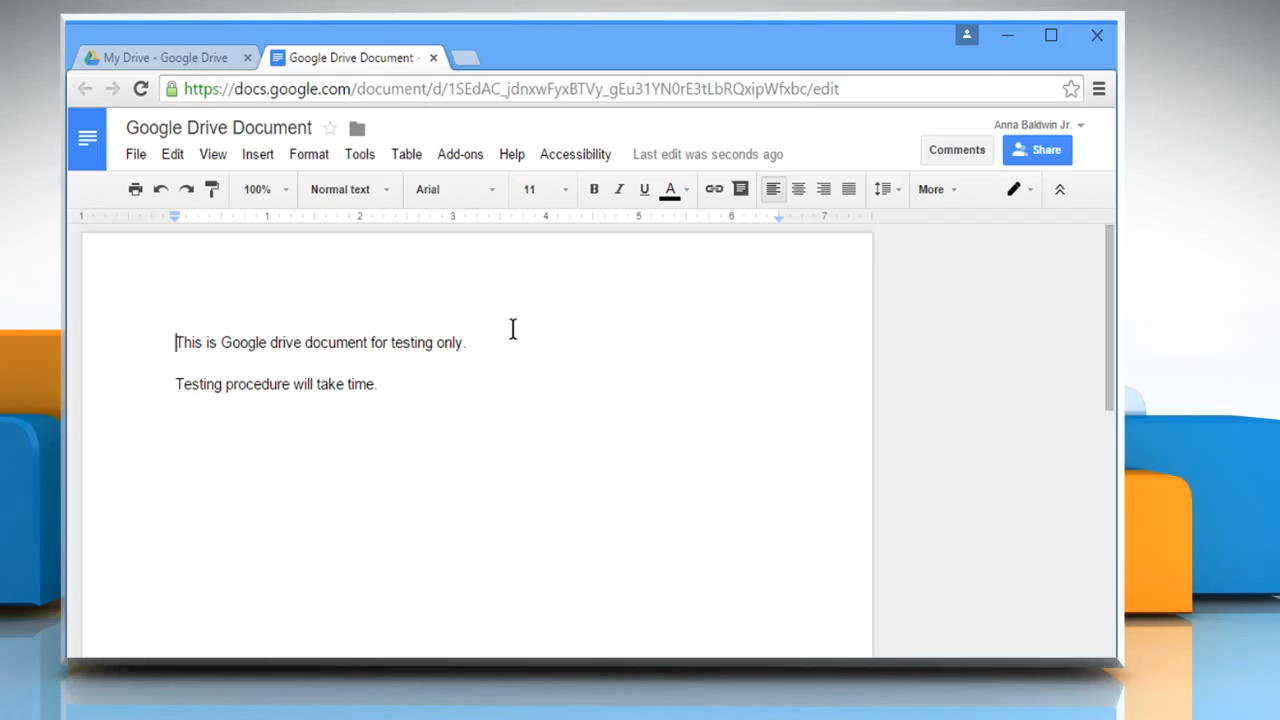 My Drive - Google Drive
Google Drive Document -
https://docs.google.com/document/d/1SEdAC_jdnxwFyxBTVy_gEu31YN0rE3tLbRQxipWfxbc/edit
Google Drive Document
Anna Baldwin Jr.
File Edit View Insert Format Tools Table Add-ons Help Accessibility Last edit was seconds ago
Comments Share
100% Normal text Arial 11 B I U A More
1 1 2 3 4 5 6 7
This is Google drive document for testing only.
Testing procedure will take time.